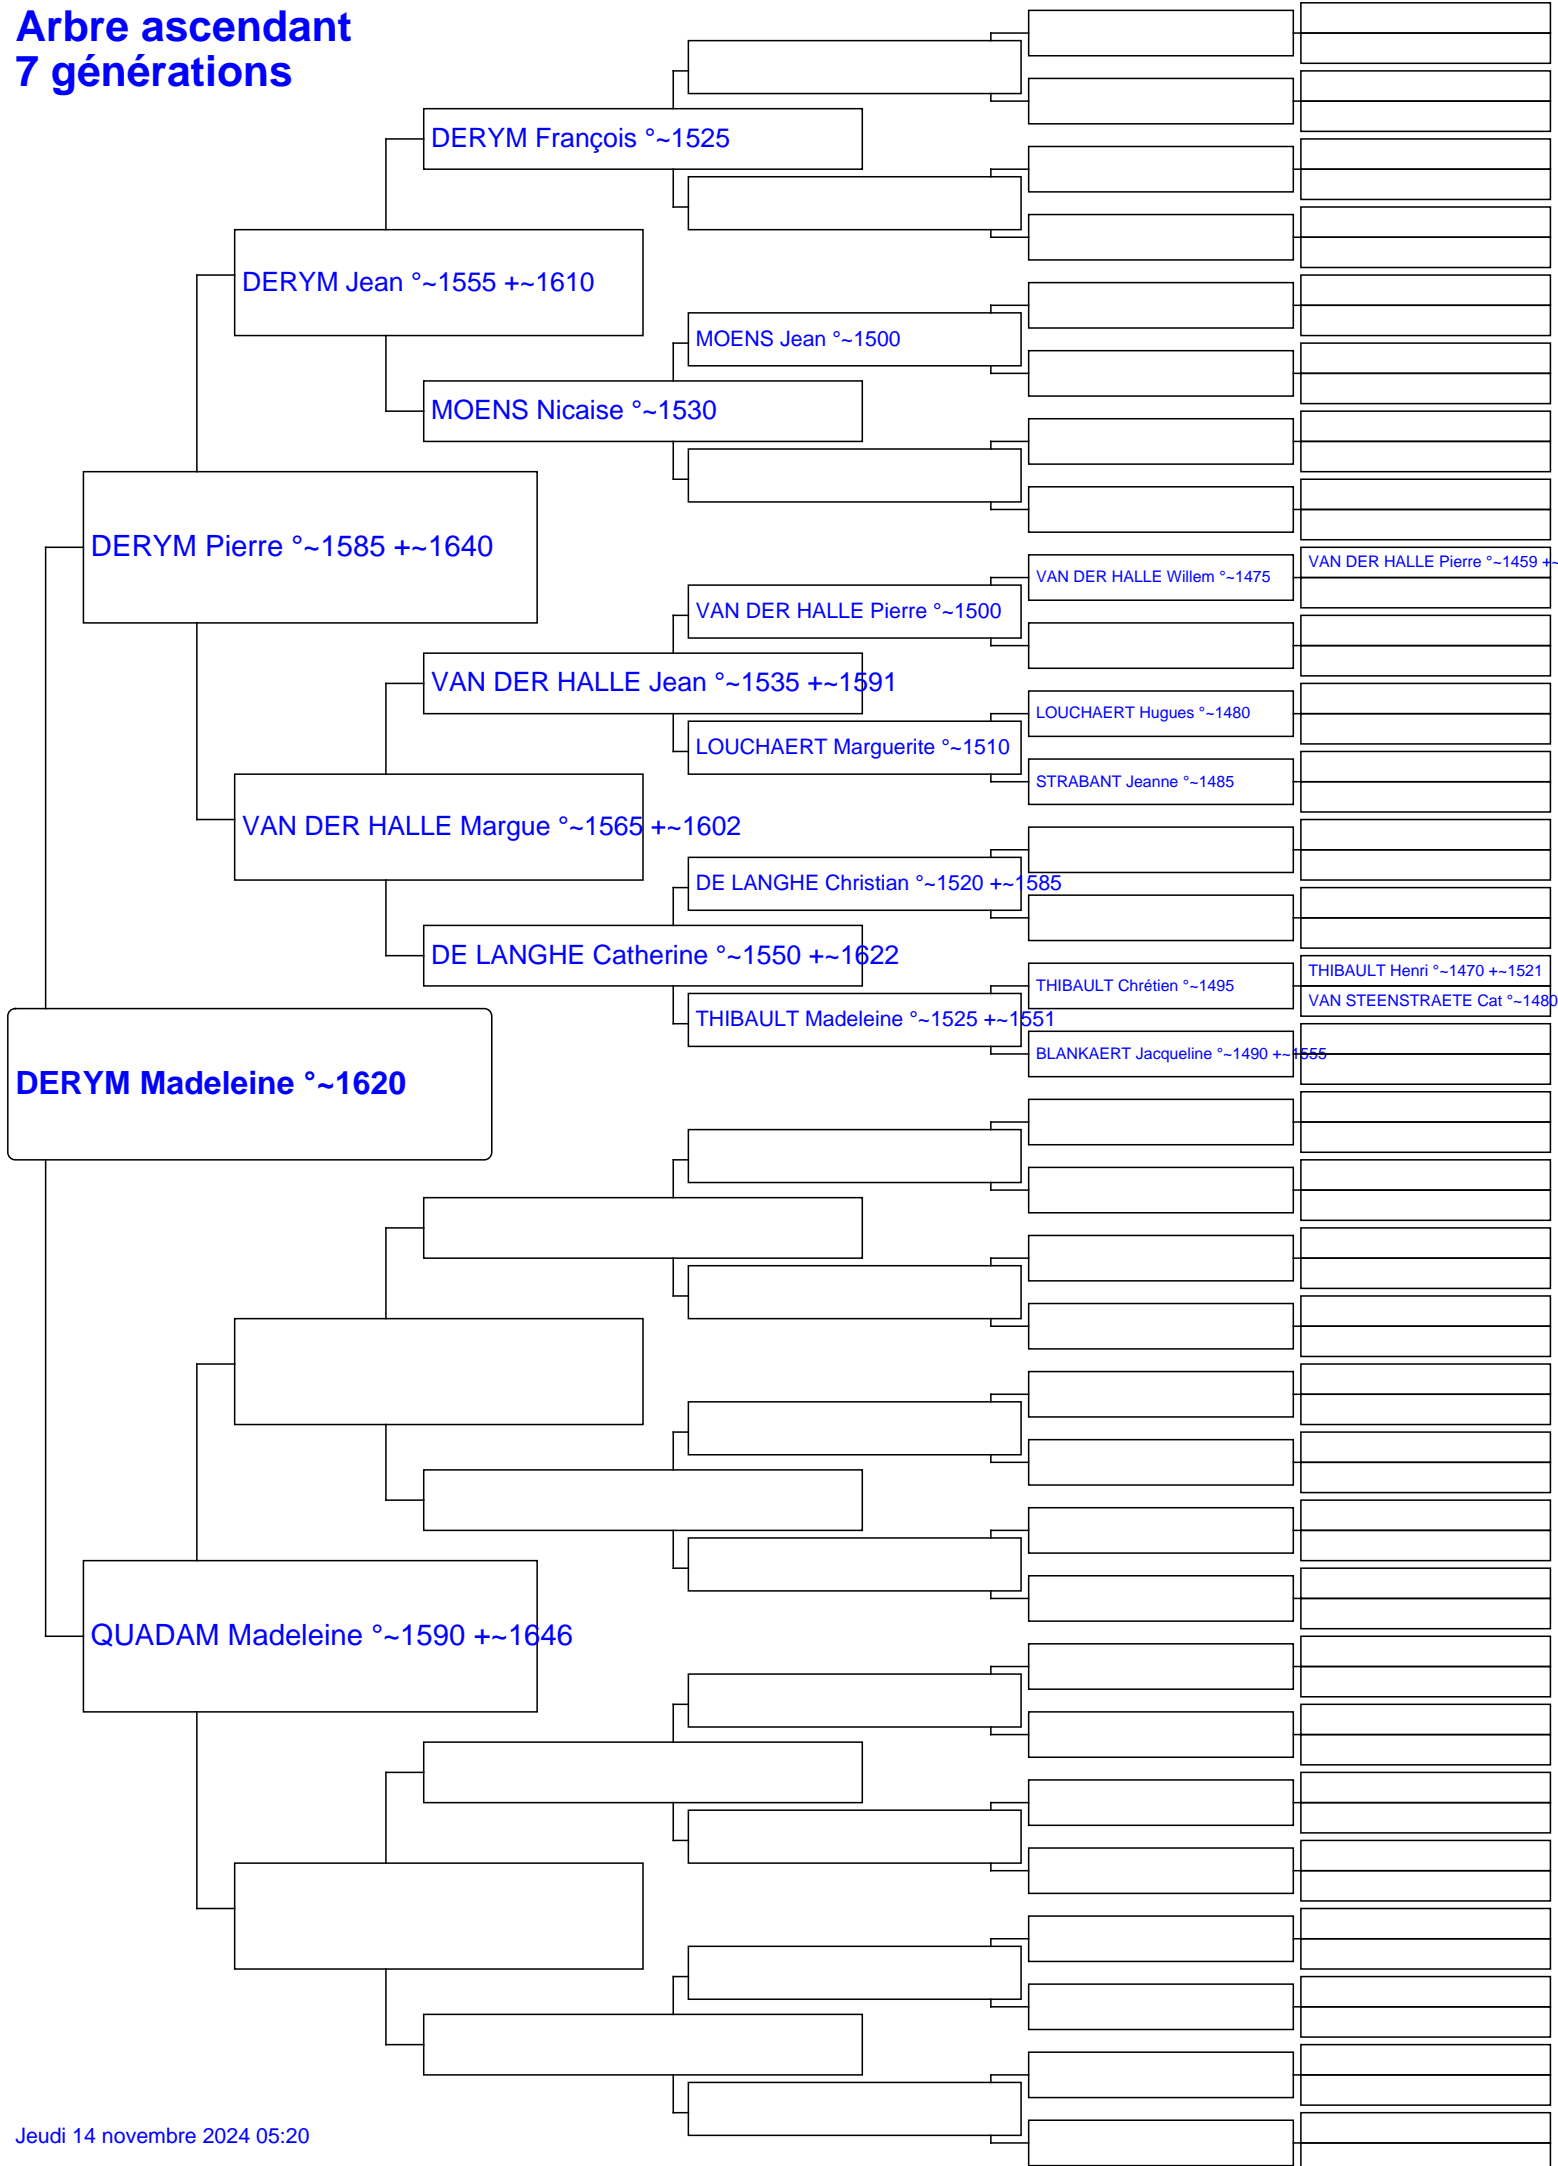 Arbre ascendant
7 générations
DERYM François °~1525
DERYM Jean °~1555 +~1610
MOENS Jean °~1500
MOENS Nicaise °~1530
DERYM Pierre °~1585 +~1640
VAN DER HALLE Willem °~1475
VAN DER HALLE Pierre °~1459 +~
VAN DER HALLE Pierre °~1500
VAN DER HALLE Jean °~1535 +~1591
LOUCHAERT Hugues °~1480
LOUCHAERT Marguerite °~1510
STRABANT Jeanne °~1485
VAN DER HALLE Margue °~1565 +~1602
DE LANGHE Christian °~1520 +~1585
DE LANGHE Catherine °~1550 +~1622
THIBAULT Henri °~1470 +~1521
THIBAULT Chrétien °~1495
VAN STEENSTRAETE Cat °~1480
THIBAULT Madeleine °~1525 +~1551
BLANKAERT Jacqueline °~1490 +~1555
DERYM Madeleine °~1620
QUADAM Madeleine °~1590 +~1646
Jeudi 14 novembre 2024 05:20